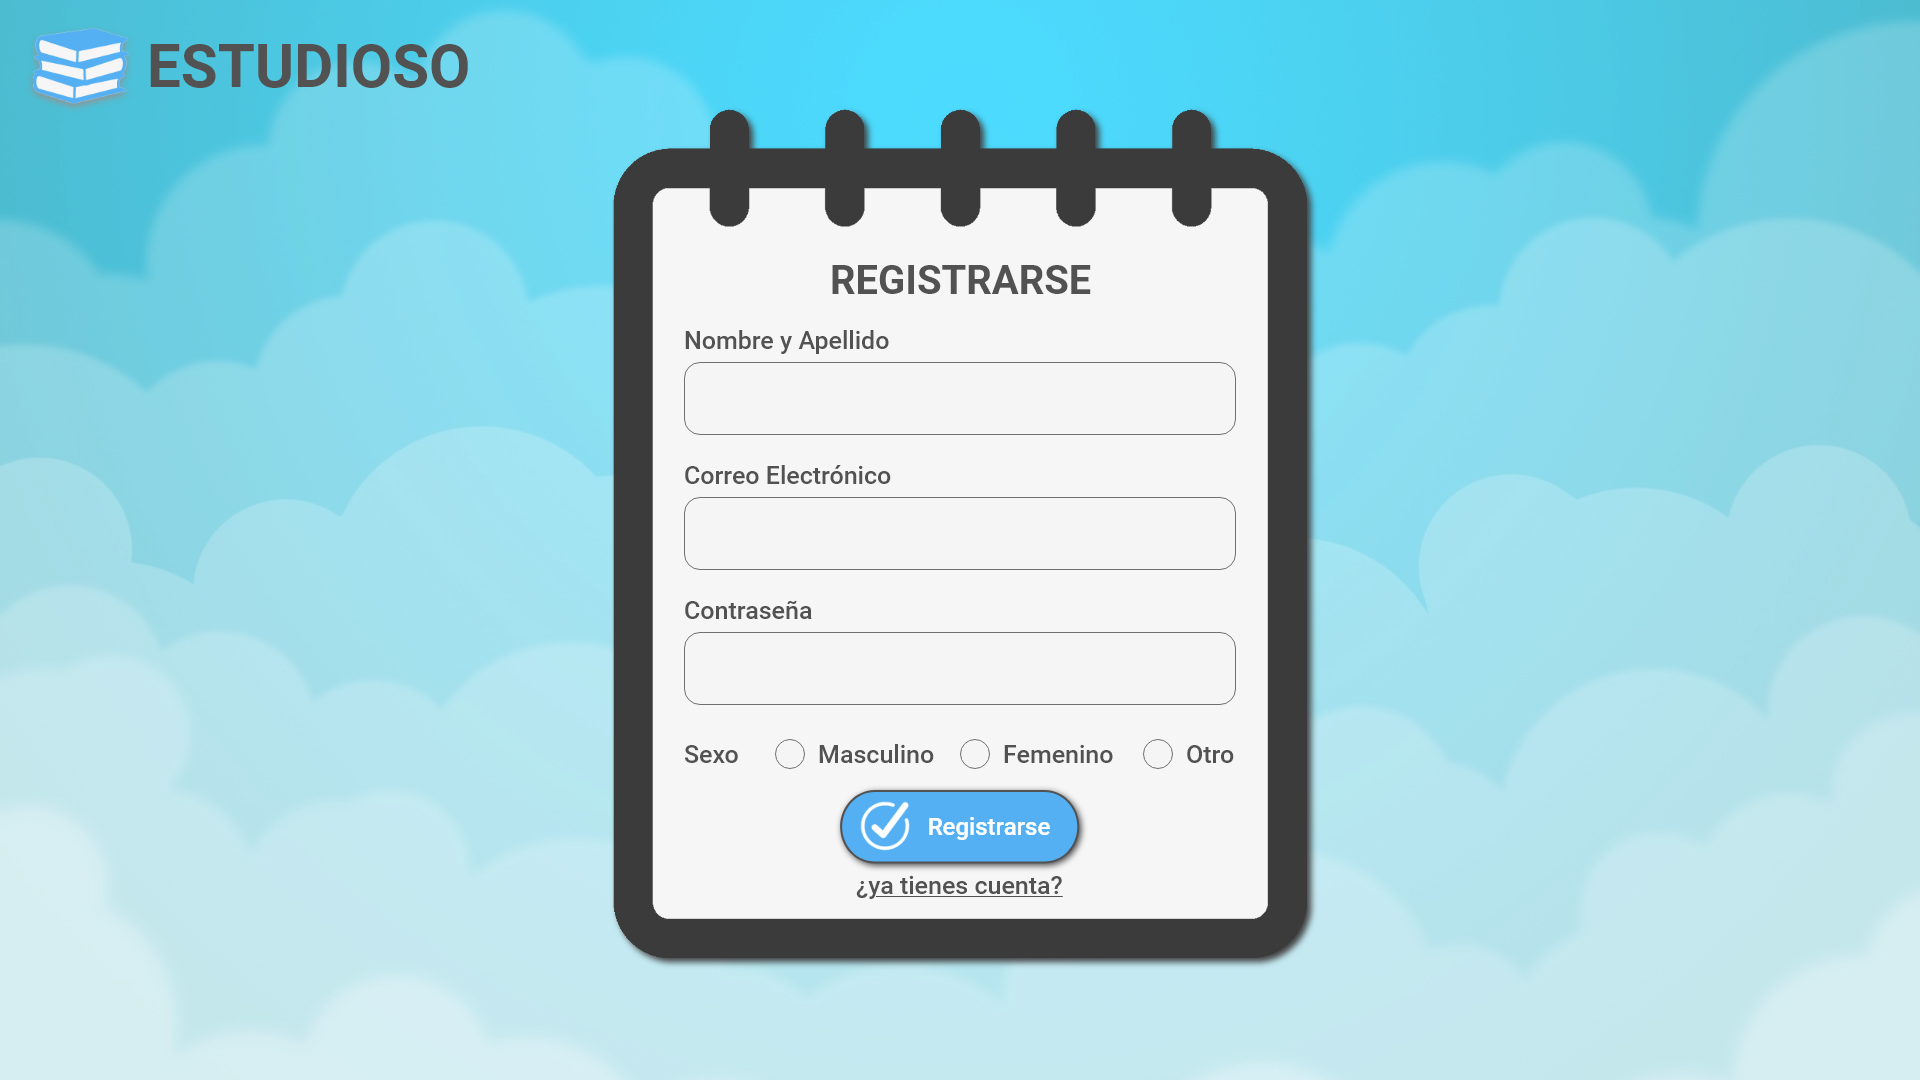 ESTUDIOSO
REGISTRARSE
Nombre y Apellido
Correo Electrónico
Contraseña
Sexo Masculino Femenino Otro
Registrarse
¿ya tienes cuenta?